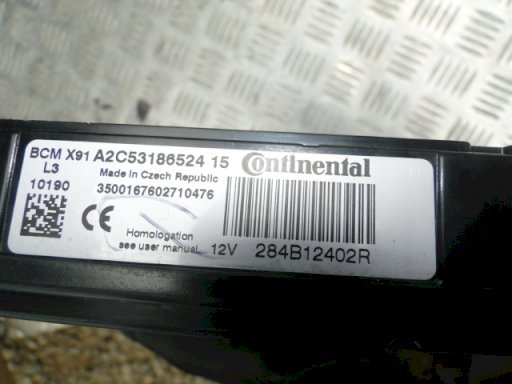 BCM X91 A2C53186524 15 Continental
L3 Made in Czech Republic
10190 3500167602710476
CE Homologation
see user manual 12V 284B12402R